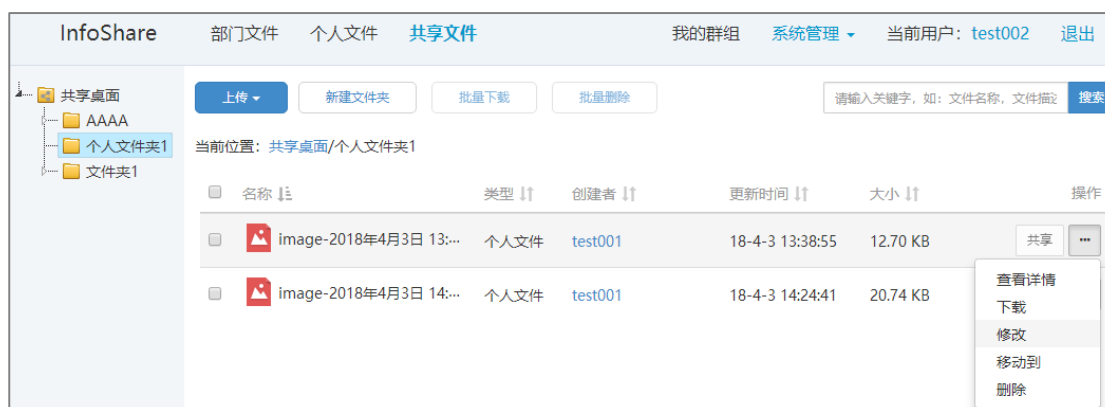 InfoShare 部门文件 个人文件 共享文件 我的群组 系统管理 当前用户：test002 退出
共享桌面
AAAA
个人文件夹1
文件夹1
上传 新建文件夹 批量下载 批量删除 请输入关键字，如：文件名称，文件描述 搜索
当前位置：共享桌面/个人文件夹1
名称 类型 创建者 更新时间 大小 操作
image-2018年4月3日 13:... 个人文件 test001 18-4-3 13:38:55 12.70 KB 共享 ...
image-2018年4月3日 14:... 个人文件 test001 18-4-3 14:24:41 20.74 KB
查看详情
下载
修改
移动到
删除